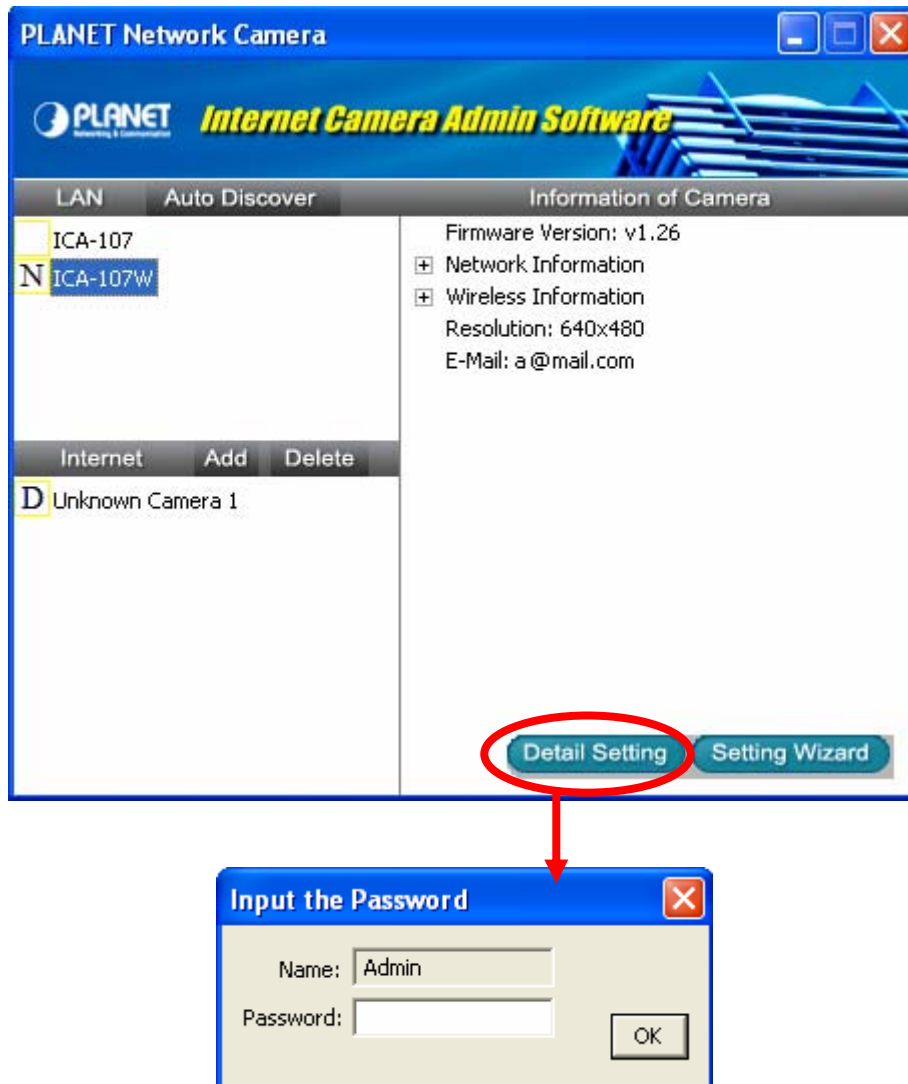 PLANET Network Camera
PLANET
Networking & Communication
Internet Camera Admin Software
LAN Auto Discover
ICA-107
N ICA-107W
Internet Add Delete
D Unknown Camera 1
Information of Camera
Firmware Version: v1.26
Network Information
Wireless Information
Resolution: 640x480
E-Mail: a@mail.com
Detail Setting Setting Wizard
Input the Password
Name: Admin
Password:
OK